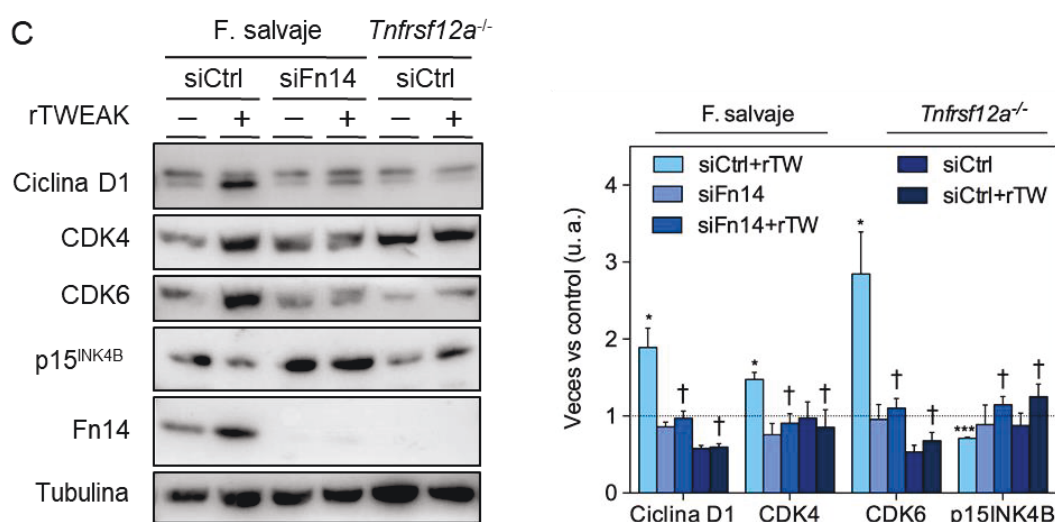 C
F. salvaje Tnfrsf12a-/-
siCtrl siFn14 siCtrl
rTWEAK − + − + − +
Ciclina D1
CDK4
CDK6
p15INK4B
Fn14
Tubulina
F. salvaje Tnfrsf12a-/-
siCtrl+rTW siCtrl
siFn14 siCtrl+rTW
siFn14+rTW
Veces vs control (u. a.)
4
3
2
1
0
* * * ***
† † † † † † † †
Ciclina D1 CDK4 CDK6 p15INK4B